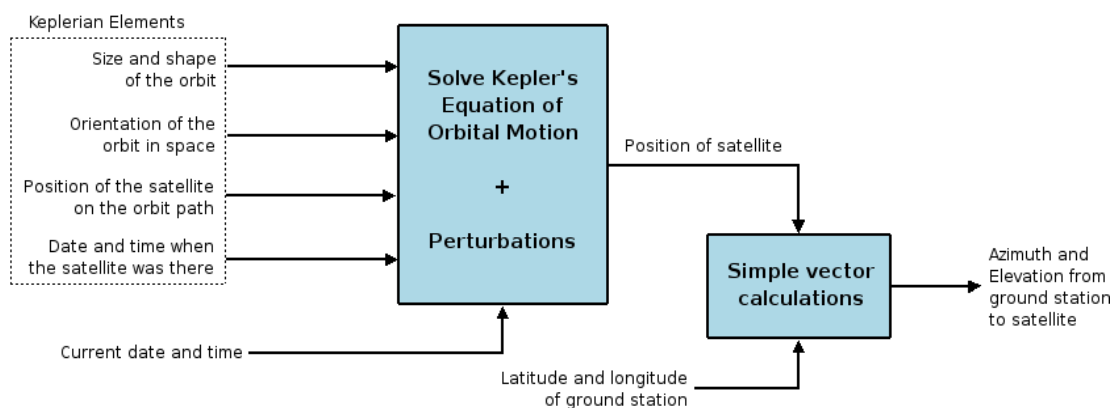 Keplerian Elements
Size and shape
of the orbit
Orientation of the
orbit in space
Position of the satellite
on the orbit path
Date and time when
the satellite was there
Current date and time
Solve Kepler's
Equation of
Orbital Motion
+
Perturbations
Position of satellite
Simple vector
calculations
Latitude and longitude
of ground station
Azimuth and
Elevation from
ground station
to satellite